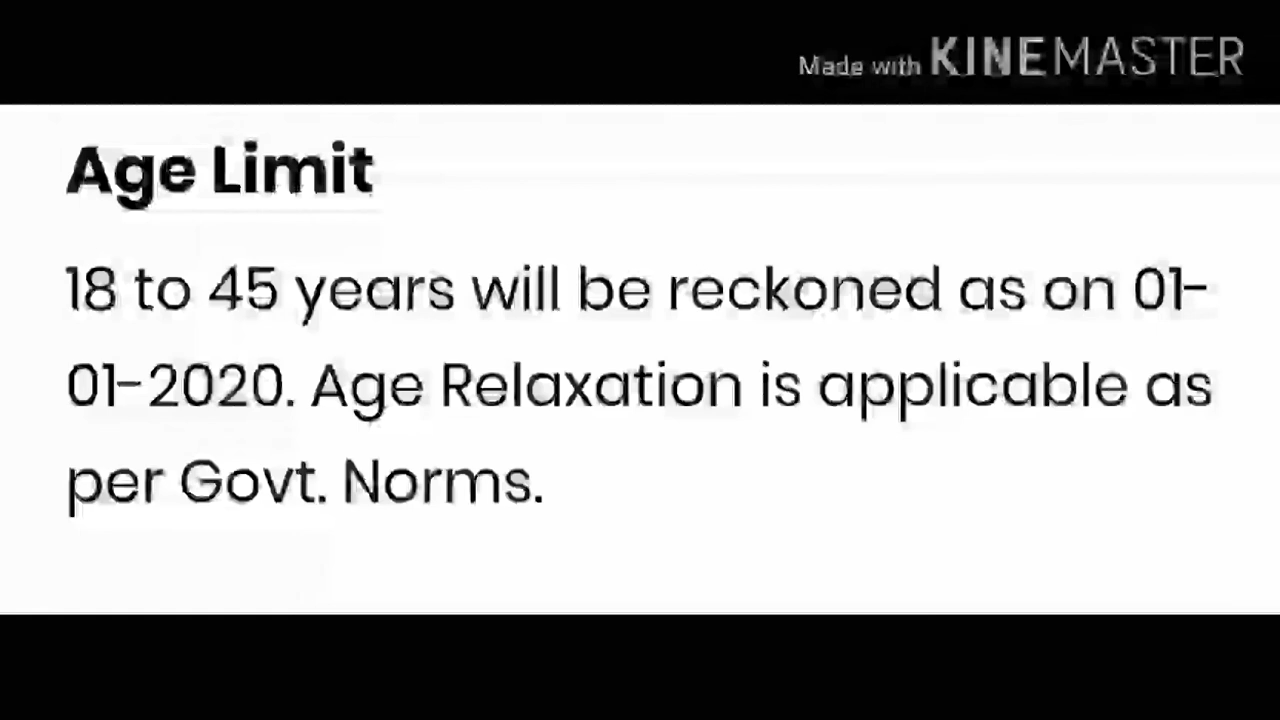 Made with KINEMASTER
Age Limit
18 to 45 years will be reckoned as on 01-
01-2020. Age Relaxation is applicable as
per Govt. Norms.